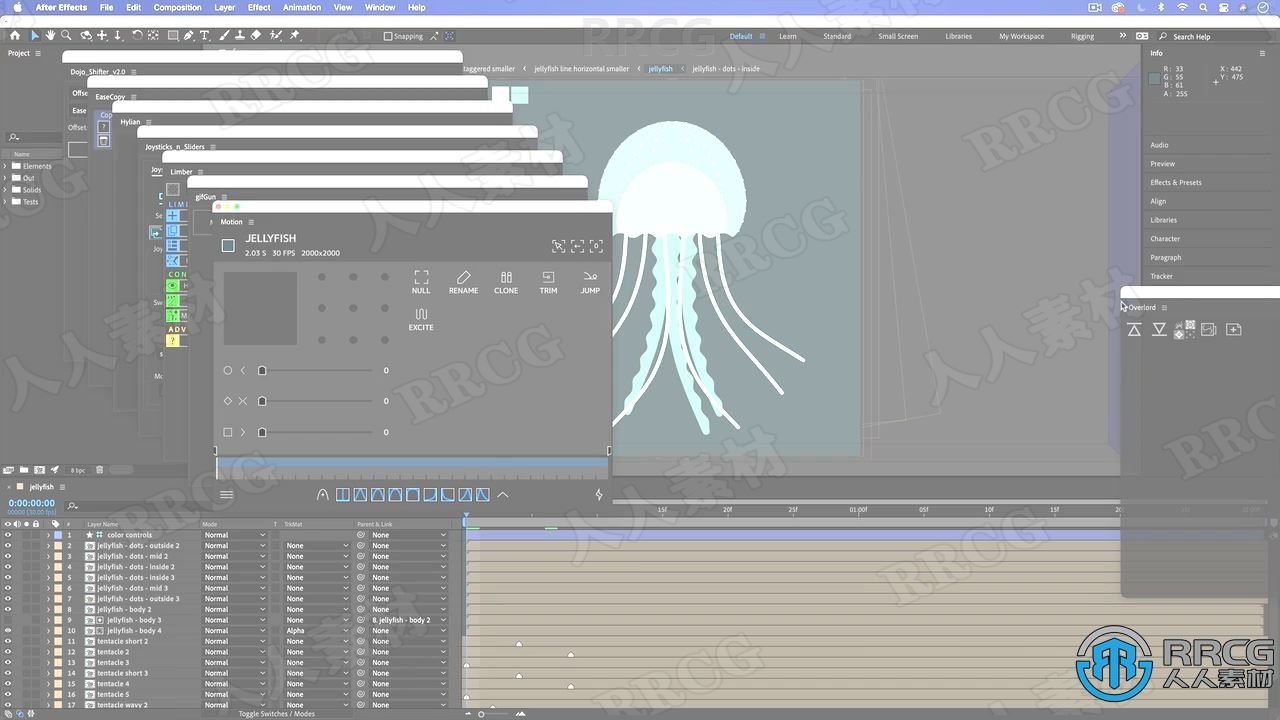 After Effects File Edit Composition Layer Effect Animation View Window Help
Snapping Default Learn Standard Small Screen Libraries My Workspace Rigging Search Help
Project
Info
taggered smaller jellyfish line horizontal smaller jellyfish jellyfish - dots - inside
R : 33 X : 442
G : 55 Y : 475
B : 61
A : 255
Dojo_Shifter_v2.0
Offse
EaseCopy
Ease
Cop
Offset:
Hylian
Joysticks_n_Sliders
Joy
Limber
LIM
gifGun
Name
Elements
Out
Solids
Tests
Se
Joy
CON
Sw
ADV
?
Mo
Motion
JELLYFISH
2.03 S 30 FPS 2000x2000
NULL RENAME CLONE TRIM JUMP
EXCITE
0
0
0
Audio
Preview
Effects & Presets
Align
Libraries
Character
Paragraph
Tracker
Overlord
8 bpc
jellyfish
0:00:00:00
00000 (30.00 fps)
15f 20f 25f 01:00f 05f 10f 15f 20f
# Layer Name Mode T TrkMat Parent & Link
1 color controls Normal None
2 jellyfish - dots - outside 2 Normal None None
3 jellyfish - dots - mid 2 Normal None None
4 jellyfish - dots - inside 2 Normal None None
5 jellyfish - dots - inside 3 Normal None None
6 jellyfish - dots - mid 3 Normal None None
7 jellyfish - dots - outside 3 Normal None None
8 jellyfish - body 2 Normal None None
9 jellyfish - body 3 Normal None 8. jellyfish - body 2
10 jellyfish - body 4 Normal Alpha None
11 tentacle short 2 Normal None None
12 tentacle 2 Normal None None
13 tentacle 3 Normal None None
14 tentacle short 3 Normal None None
15 tentacle 4 Normal None None
16 tentacle 5 Normal None None
17 tentacle wavy 2 Normal None None
Toggle Switches / Modes
RRCG
人人素材